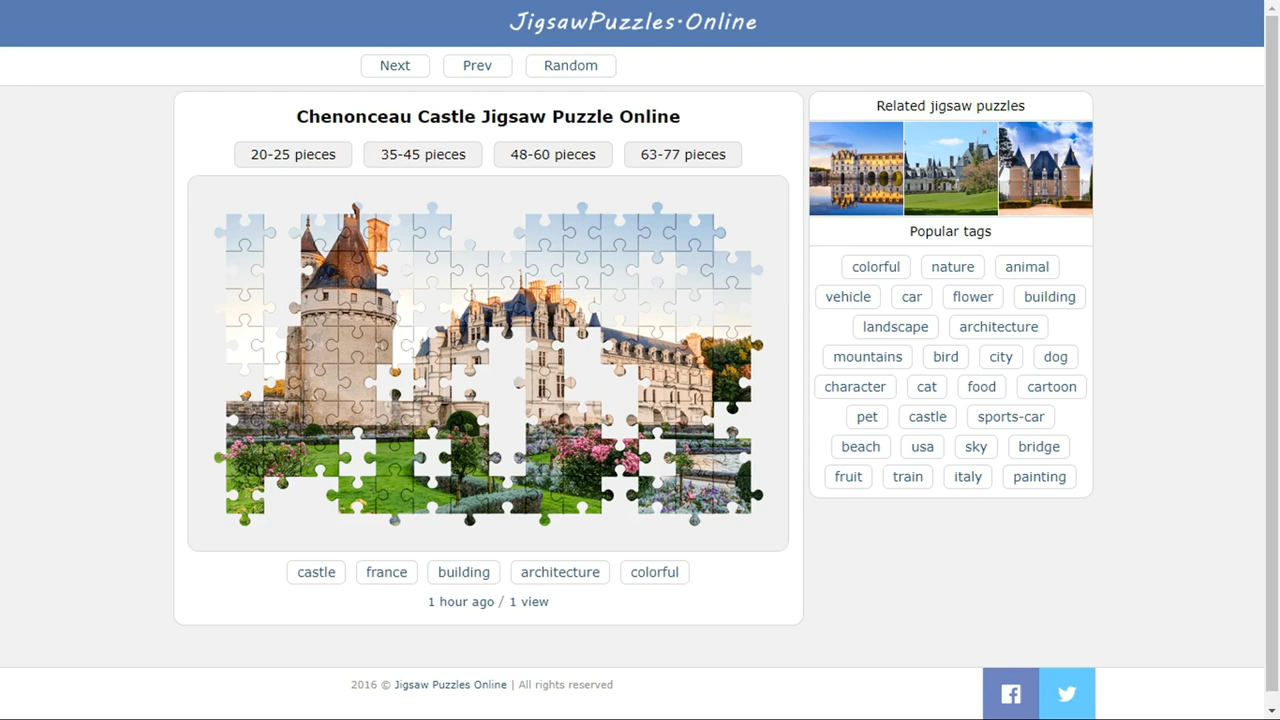 JigsawPuzzles·Online
Next Prev Random
Chenonceau Castle Jigsaw Puzzle Online
20-25 pieces 35-45 pieces 48-60 pieces 63-77 pieces
castle france building architecture colorful
1 hour ago / 1 view
Related jigsaw puzzles
Popular tags
colorful nature animal
vehicle car flower building
landscape architecture
mountains bird city dog
character cat food cartoon
pet castle sports-car
beach usa sky bridge
fruit train italy painting
2016 © Jigsaw Puzzles Online | All rights reserved